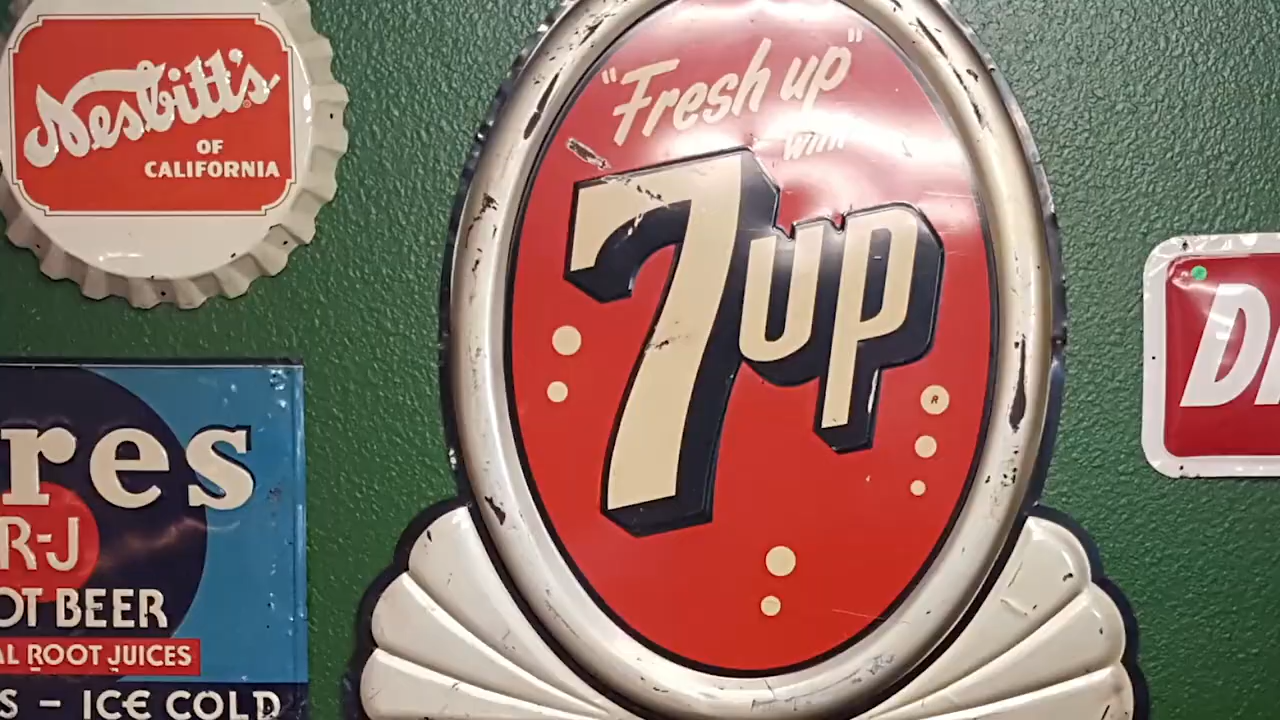 Nesbitt's
OF
CALIFORNIA
"Fresh up"
with
7up
R
res
R-J
OT BEER
AL ROOT JUICES
S - ICE COLD
D